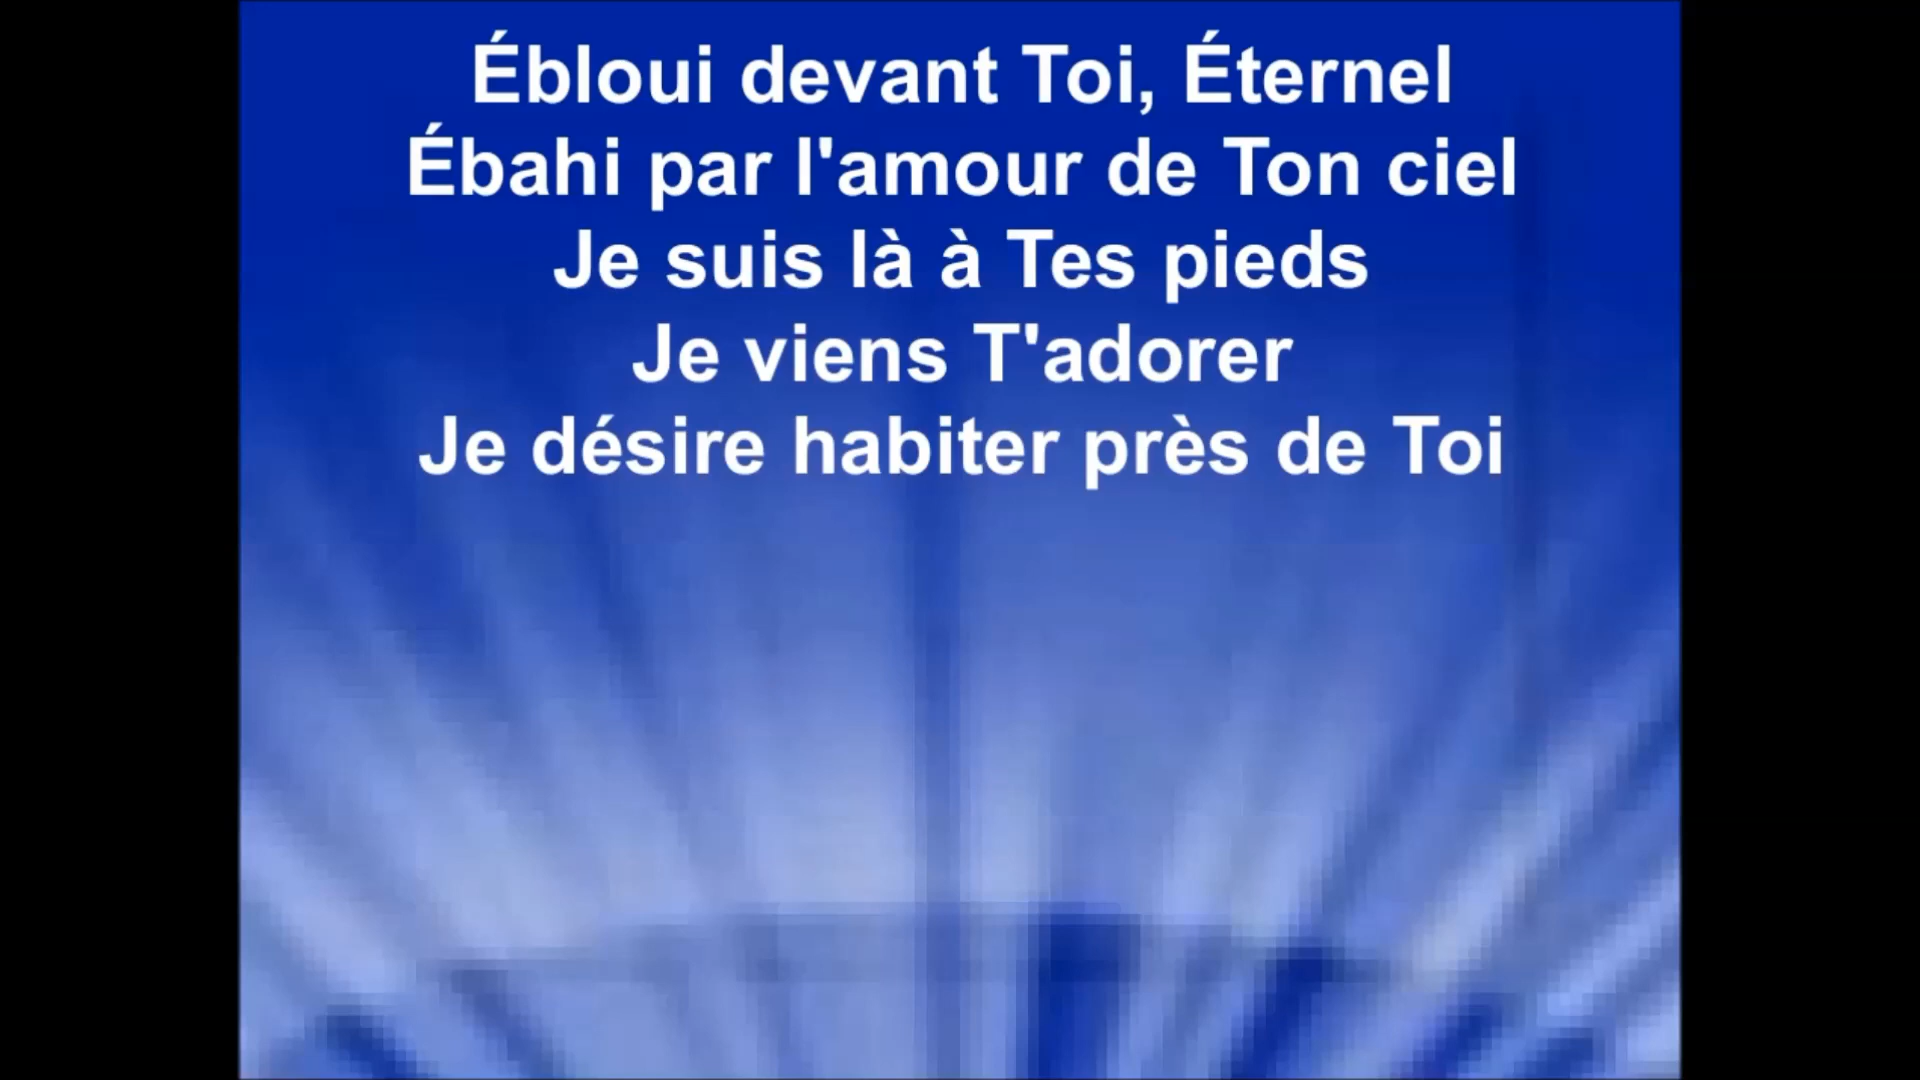 Ébloui devant Toi, Éternel
Ébahi par l'amour de Ton ciel
Je suis là à Tes pieds
Je viens T'adorer
Je désire habiter près de Toi